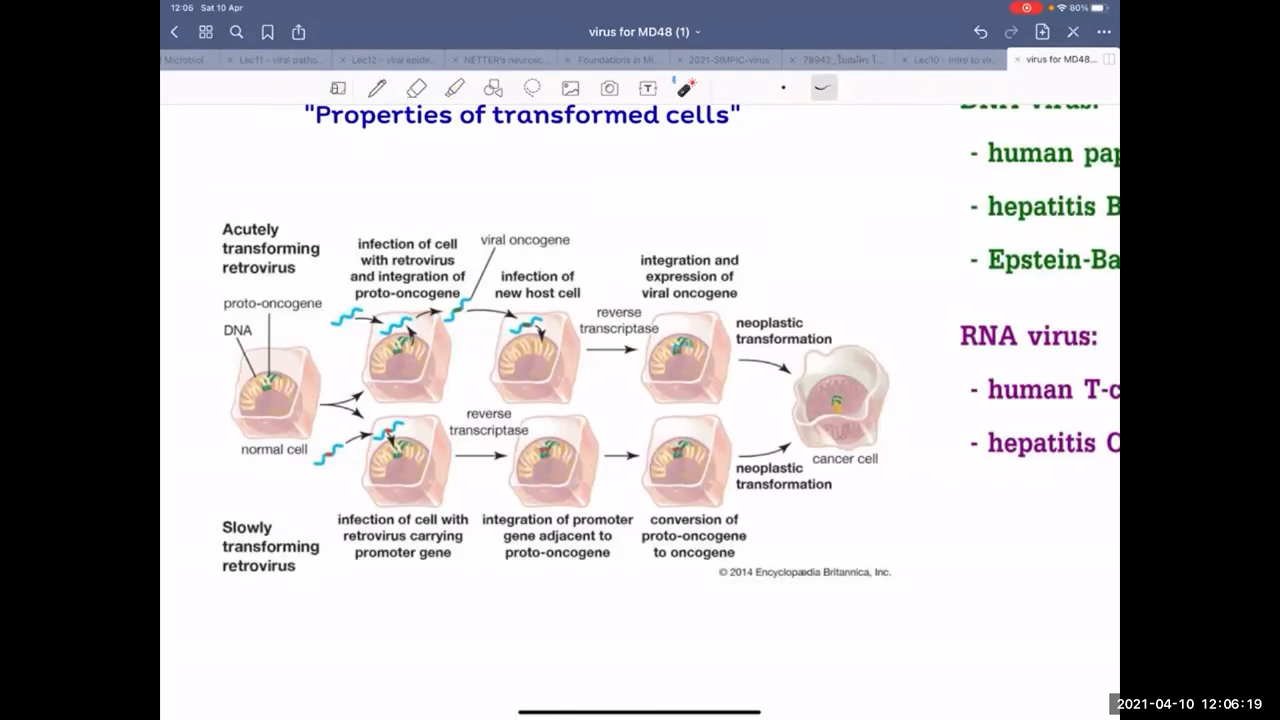 12:06 Sat 10 Apr
80%
virus for MD48 (1)
Microbiol
Lec11 - viral patho...
Lec12 – viral epide...
NETTER's neurosc...
Foundations in Mi...
2021-SIMPIC-virus
Lec10 - Intro to vir...
virus for MD48...
"Properties of transformed cells"
DNA virus:
- human pap
- hepatitis B
- Epstein-Ba
RNA virus:
- human T-c
- hepatitis C
Acutely
transforming
retrovirus
proto-oncogene
DNA
normal cell
infection of cell
with retrovirus
and integration of
proto-oncogene
viral oncogene
infection of
new host cell
reverse
transcriptase
integration and
expression of
viral oncogene
neoplastic
transformation
cancer cell
Slowly
transforming
retrovirus
infection of cell with
retrovirus carrying
promoter gene
reverse
transcriptase
integration of promoter
gene adjacent to
proto-oncogene
conversion of
proto-oncogene
to oncogene
neoplastic
transformation
© 2014 Encyclopædia Britannica, Inc.
2021-04-10 12:06:19